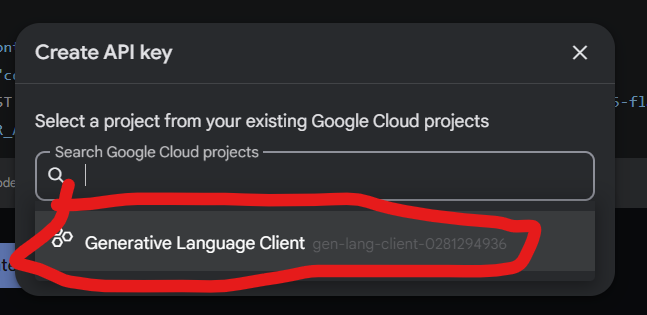 Create API key
Select a project from your existing Google Cloud projects
Search Google Cloud projects
Generative Language Client gen-lang-client-0281294936